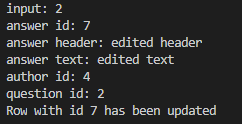 input: 2
answer id: 7
answer header: edited header
answer text: edited text
author id: 4
question id: 2
Row with id 7 has been updated